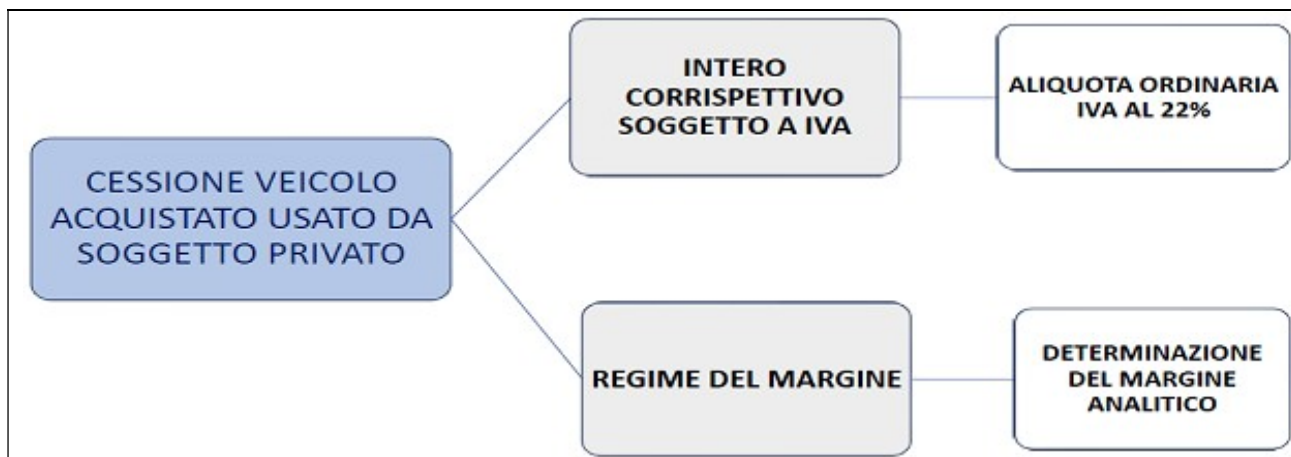 CESSIONE VEICOLO
ACQUISTATO USATO DA
SOGGETTO PRIVATO
INTERO
CORRISPETTIVO
SOGGETTO A IVA
ALIQUOTA ORDINARIA
IVA AL 22%
REGIME DEL MARGINE
DETERMINAZIONE
DEL MARGINE
ANALITICO